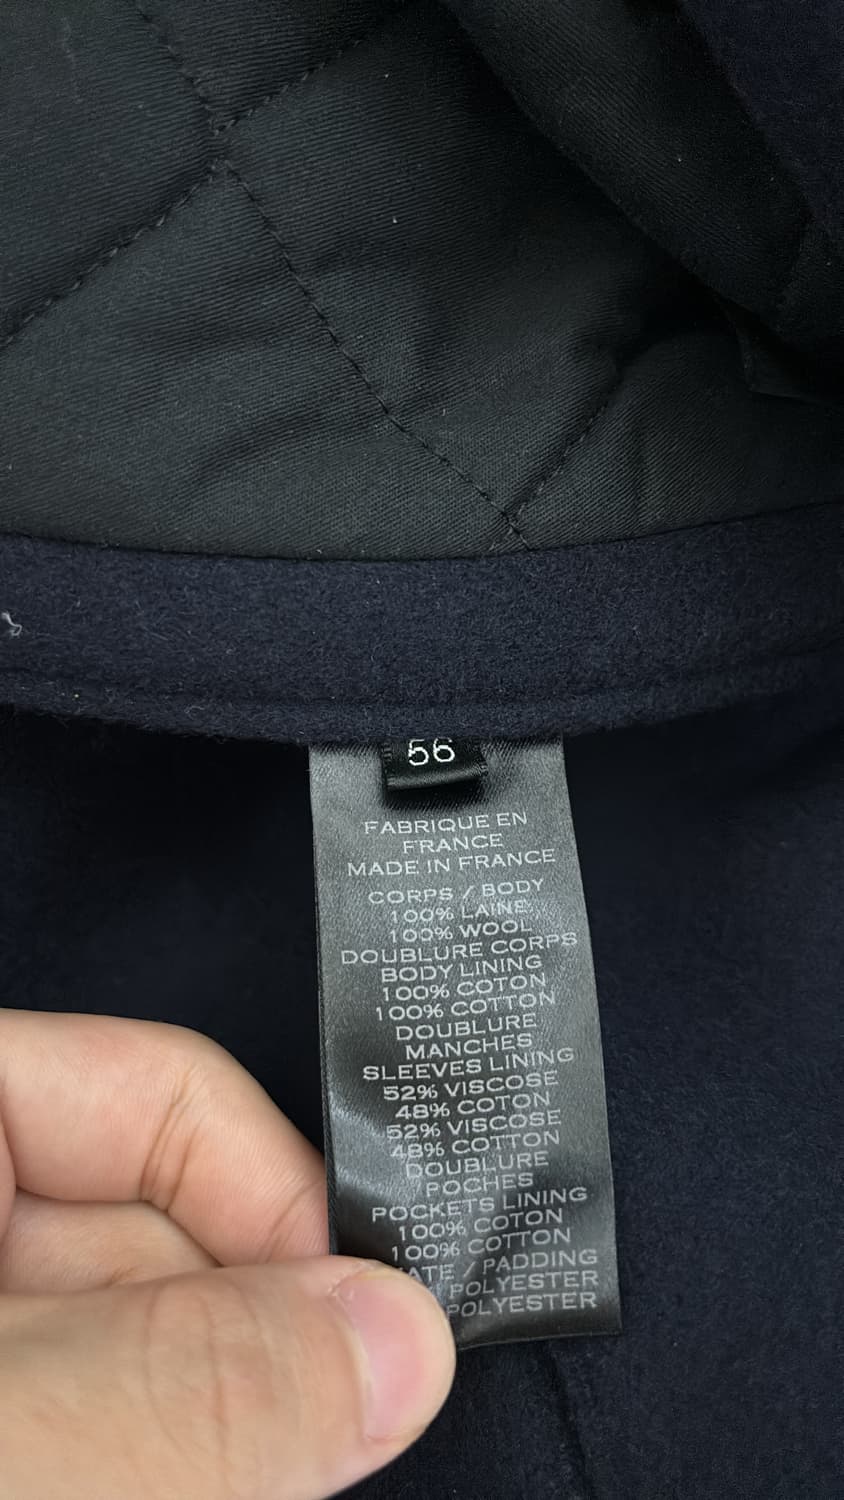 56
FABRIQUE EN
FRANCE
MADE IN FRANCE
CORPS / BODY
100% LAINE
100% WOOL
DOUBLURE CORPS
BODY LINING
100% COTON
100% COTTON
DOUBLURE
MANCHES
SLEEVES LINING
52% VISCOSE
48% COTON
52% VISCOSE
48% COTTON
DOUBLURE
POCHES
POCKETS LINING
100% COTON
100% COTTON
/ PADDING
POLYESTER
POLYESTER